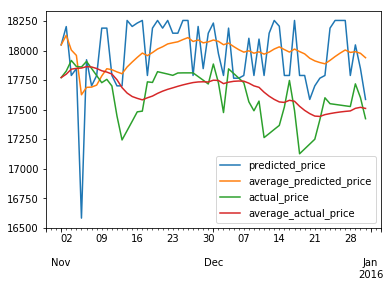 18250
18000
17750
17500
17250
17000
16750
16500
02 09 16 23 30 07 14 21 28
Nov Dec Jan
2016
predicted_price
average_predicted_price
actual_price
average_actual_price